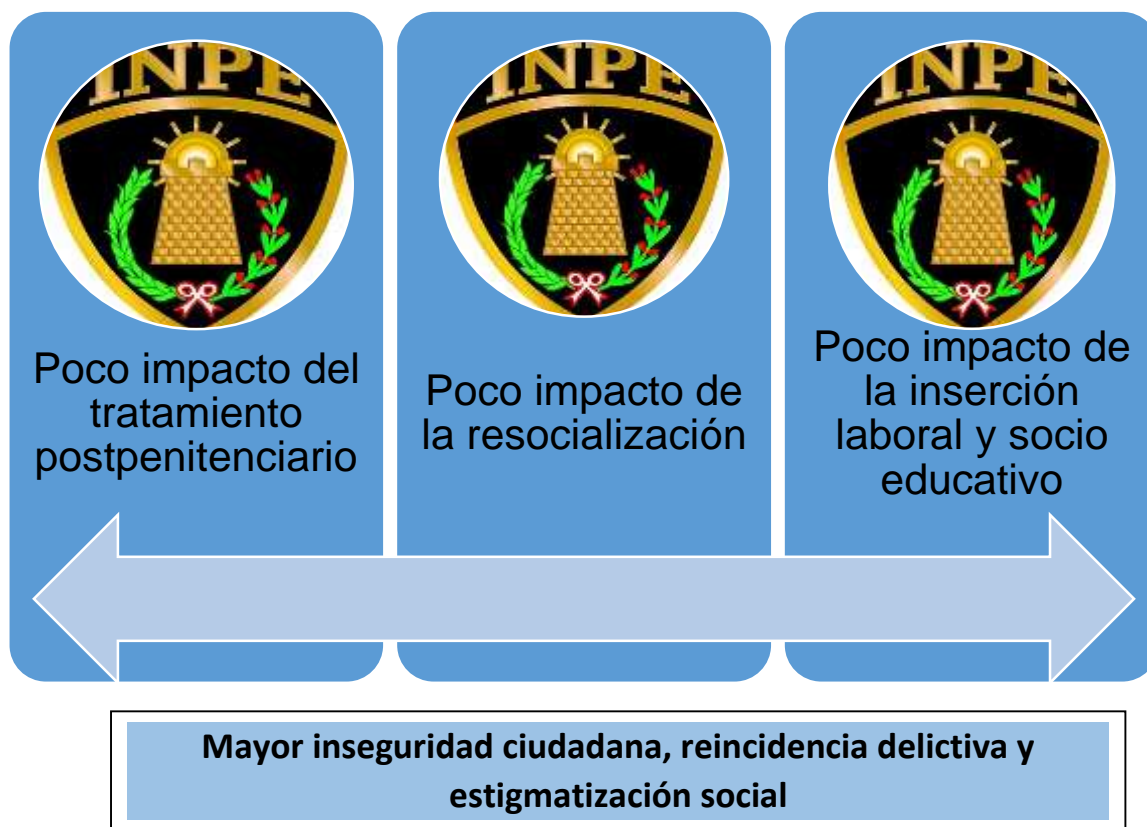 INPE
INPE
INPE
Poco impacto del
tratamiento
postpenitenciario
Poco impacto de
la resocialización
Poco impacto de
la inserción
laboral y socio
educativo
Mayor inseguridad ciudadana, reincidencia delictiva y
estigmatización social